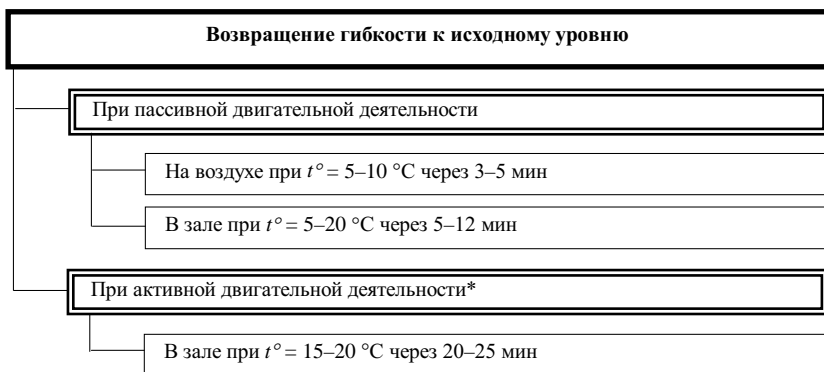 Возвращение гибкости к исходному уровню
При пассивной двигательной деятельности
На воздухе при t° = 5–10 °C через 3–5 мин
В зале при t° = 5–20 °C через 5–12 мин
При активной двигательной деятельности*
В зале при t° = 15–20 °C через 20–25 мин